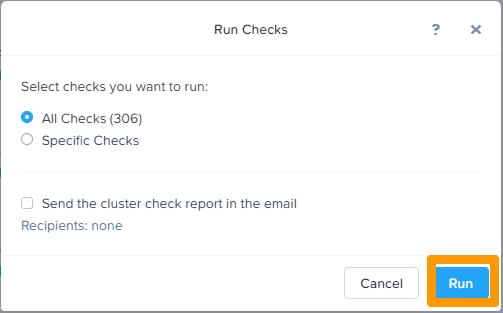 Run Checks ? ×
Select checks you want to run:
All Checks (306)
Specific Checks
Send the cluster check report in the email
Recipients: none
Cancel Run